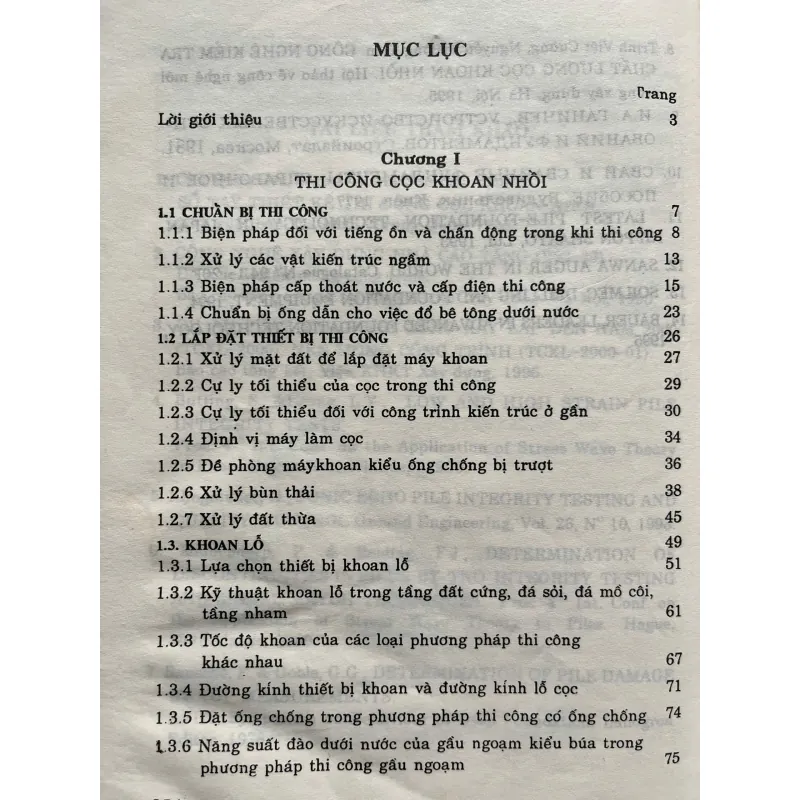 MỤC LỤC
Trang
Lời giới thiệu 3
Chương I
THI CÔNG CỌC KHOAN NHỒI
1.1 CHUẨN BỊ THI CÔNG 7
1.1.1 Biện pháp đối với tiếng ồn và chấn động trong khi thi công 8
1.1.2 Xử lý các vật kiến trúc ngầm 13
1.1.3 Biện pháp cấp thoát nước và cấp điện thi công 15
1.1.4 Chuẩn bị ống dẫn cho việc đổ bê tông dưới nước 23
1.2 LẮP ĐẶT THIẾT BỊ THI CÔNG 26
1.2.1 Xử lý mặt đất để lắp đặt máy khoan 27
1.2.2 Cự ly tối thiểu của cọc trong thi công 29
1.2.3 Cự ly tối thiểu đối với công trình kiến trúc ở gần 30
1.2.4 Định vị máy làm cọc 34
1.2.5 Đề phòng máykhoan kiểu ống chống bị trượt 36
1.2.6 Xử lý bùn thải 38
1.2.7 Xử lý đất thừa 45
1.3. KHOAN LỖ 49
1.3.1 Lựa chọn thiết bị khoan lỗ 51
1.3.2 Kỹ thuật khoan lỗ trong tầng đất cứng, đá sỏi, đá mồ côi,
tầng nham 61
1.3.3 Tốc độ khoan của các loại phương pháp thi công
khác nhau 67
1.3.4 Đường kính thiết bị khoan và đường kính lỗ cọc 71
1.3.5 Đặt ống chống trong phương pháp thi công có ống chống 74
1.3.6 Năng suất đào dưới nước của gầu ngoạm kiểu búa trong
phương pháp thi công gầu ngoạm 75